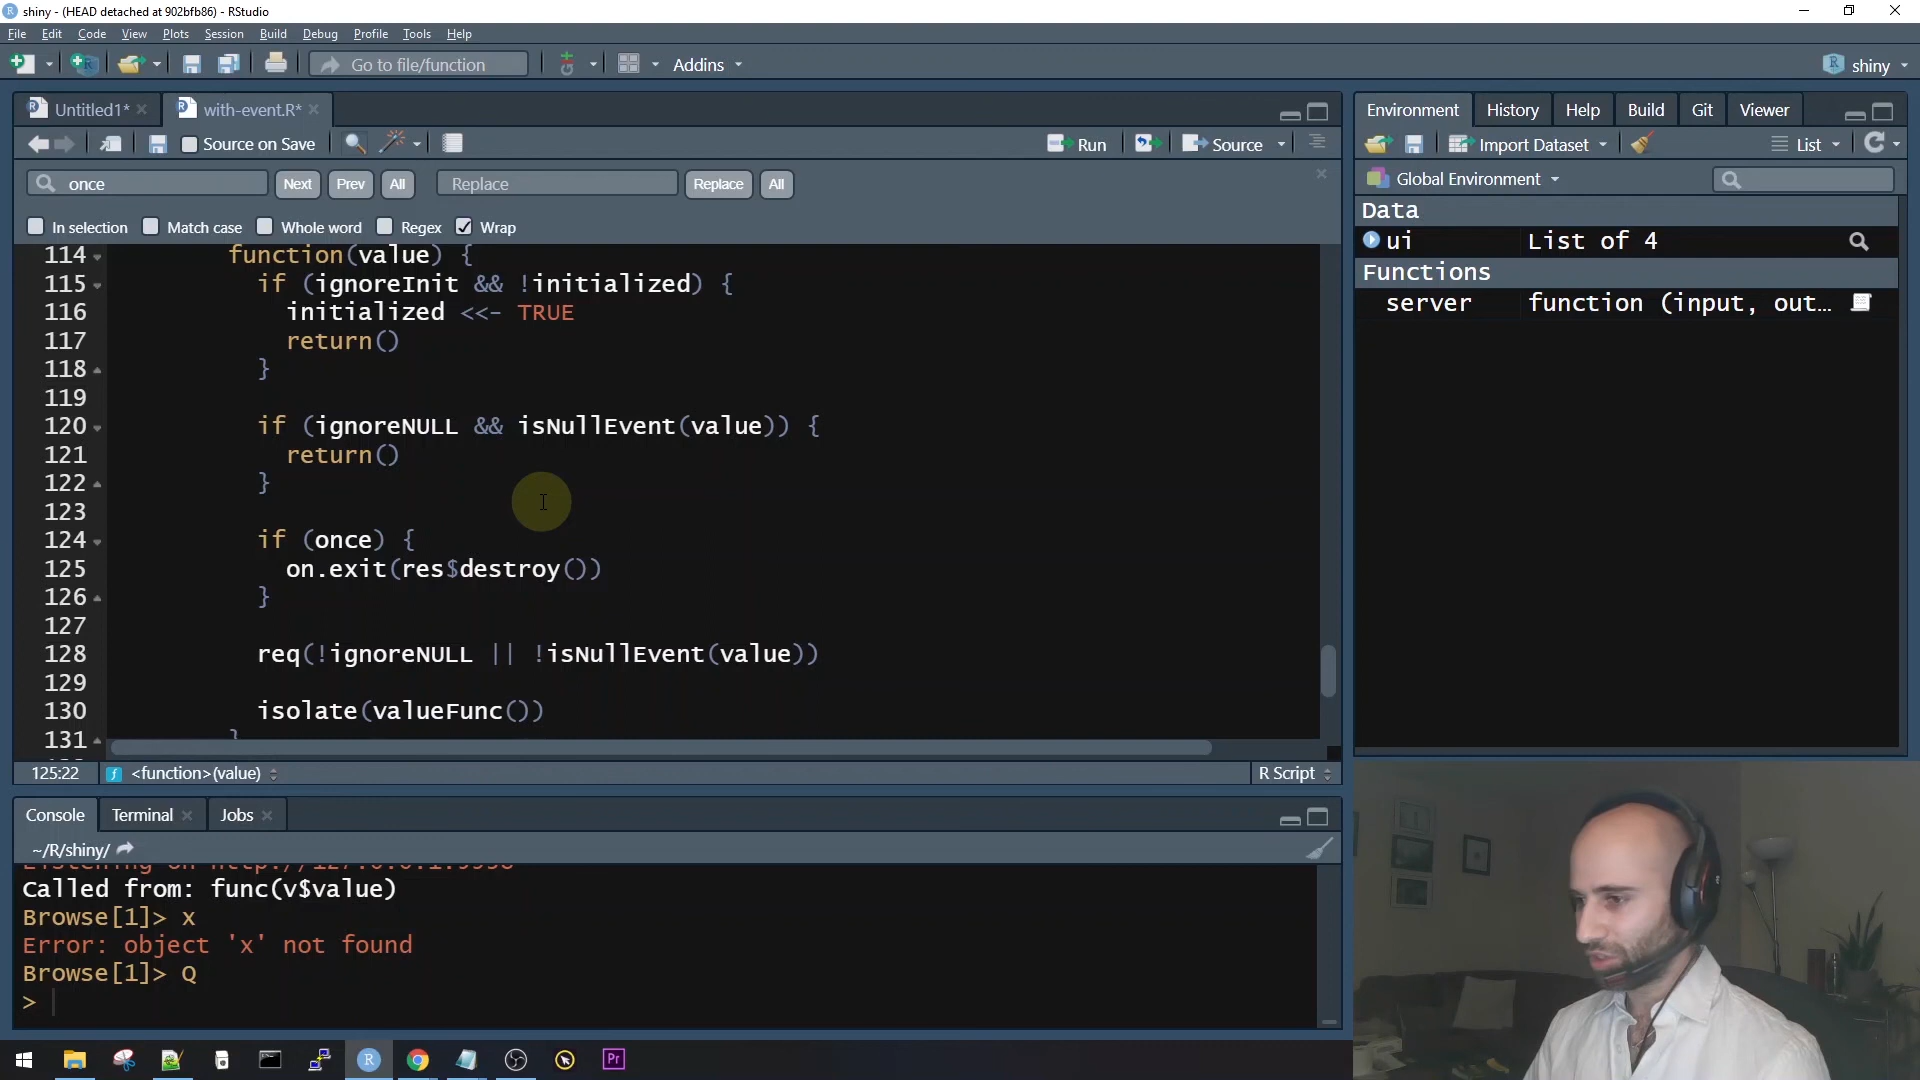 shiny - (HEAD detached at 902bfb86) - RStudio
File Edit Code View Plots Session Build Debug Profile Tools Help
Go to file/function Addins shiny
Untitled1* with-event.R*
Source on Save Run Source
once Next Prev All Replace Replace All
In selection Match case Whole word Regex Wrap
114 function(value) {
115 if (ignoreInit && !initialized) {
116 initialized <<- TRUE
117 return()
118 }
119
120 if (ignoreNULL && isNullEvent(value)) {
121 return()
122 }
123
124 if (once) {
125 on.exit(res$destroy())
126 }
127
128 req(!ignoreNULL || !isNullEvent(value))
129
130 isolate(valueFunc())
131 }
125:22 <function>(value) R Script
Console Terminal Jobs
~/R/shiny/
Called from: func(v$value)
Browse[1]> x
Error: object 'x' not found
Browse[1]> Q
>
Environment History Help Build Git Viewer
Import Dataset List
Global Environment
Data
ui List of 4
Functions
server function (input, out…
R
Pr